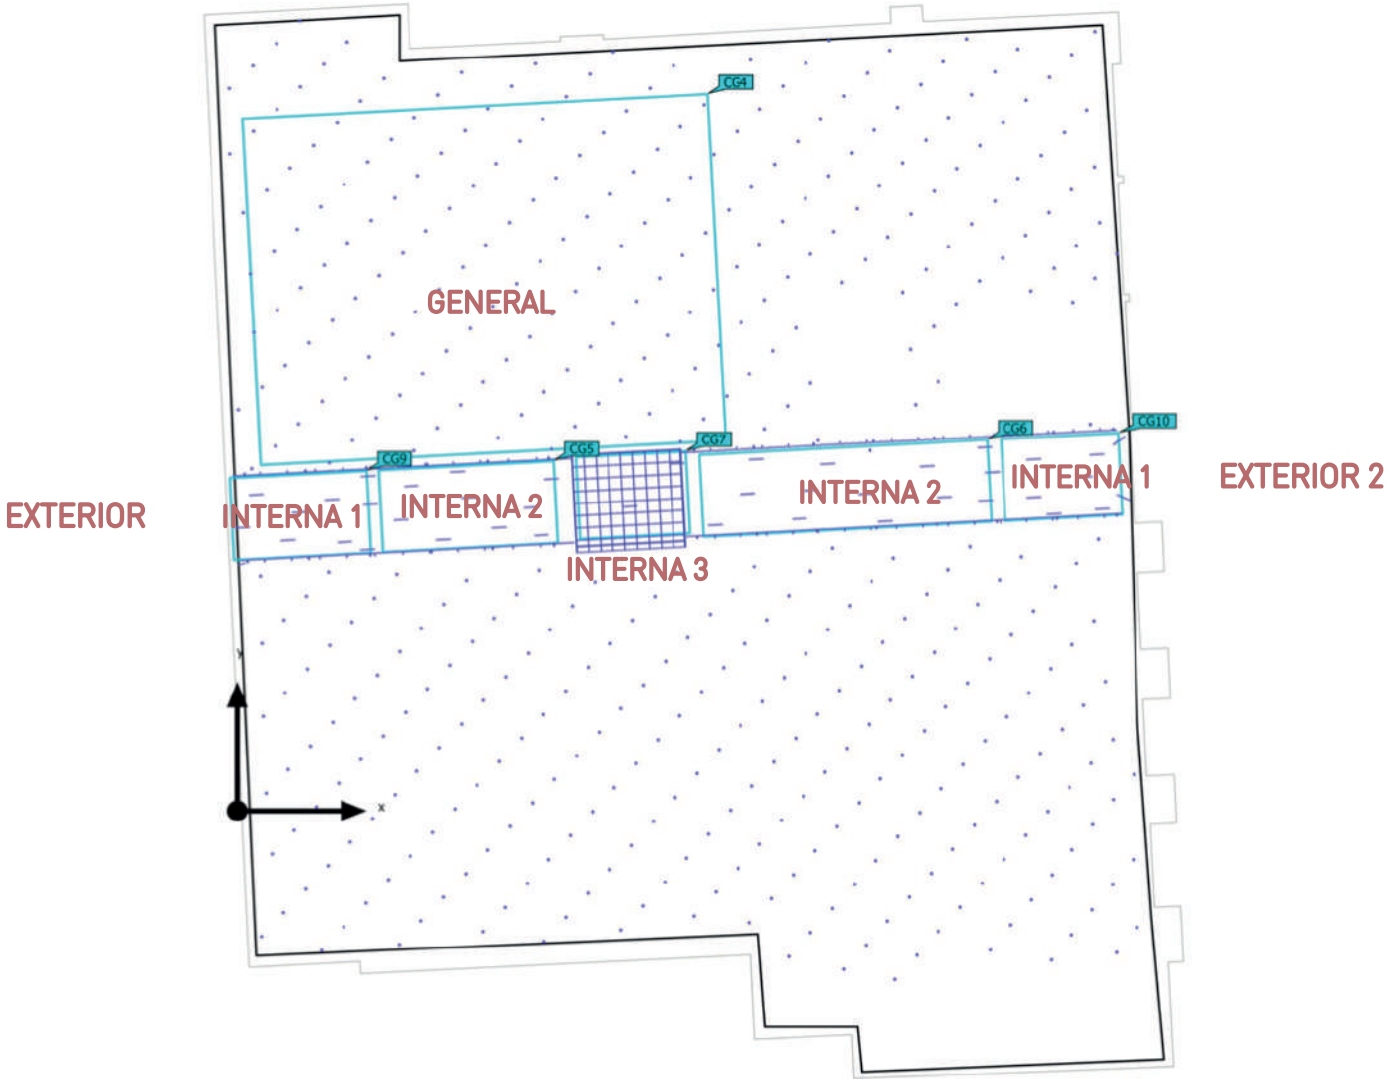 CG4
GENERAL
CG10
CG6
CG7
CG5
CG9
INTERNA 1
EXTERIOR 2
INTERNA 2
INTERNA 2
EXTERIOR
INTERNA 1
INTERNA 3
y
x